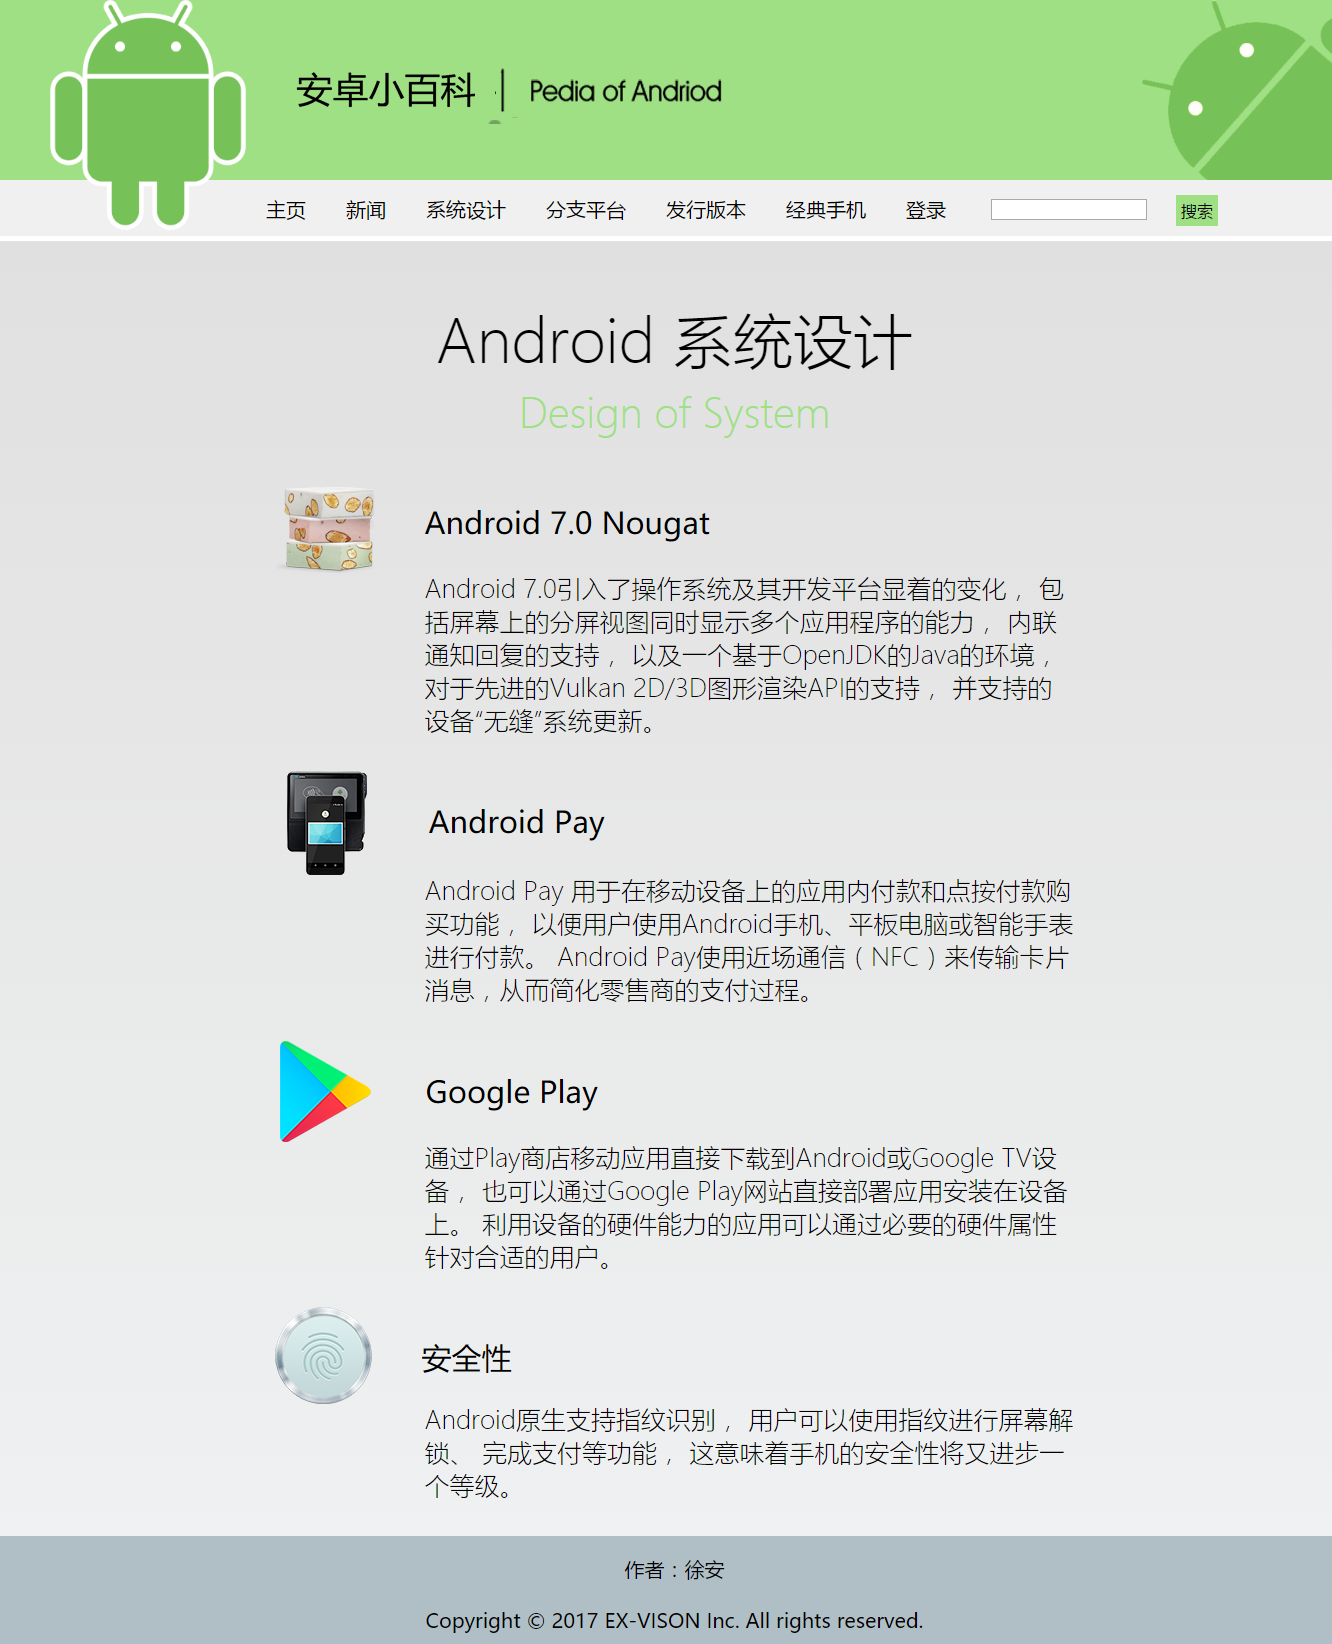 安卓小百科 | Pedia of Andriod
主页 新闻 系统设计 分支平台 发行版本 经典手机 登录 搜索
Android 系统设计
Design of System
Android 7.0 Nougat
Android 7.0引入了操作系统及其开发平台显着的变化， 包
括屏幕上的分屏视图同时显示多个应用程序的能力， 内联
通知回复的支持， 以及一个基于OpenJDK的Java的环境，
对于先进的Vulkan 2D/3D图形渲染API的支持， 并支持的
设备“无缝”系统更新。
Android Pay
Android Pay 用于在移动设备上的应用内付款和点按付款购
买功能， 以便用户使用Android手机、平板电脑或智能手表
进行付款。 Android Pay使用近场通信（NFC）来传输卡片
消息，从而简化零售商的支付过程。
Google Play
通过Play商店移动应用直接下载到Android或Google TV设
备， 也可以通过Google Play网站直接部署应用安装在设备
上。 利用设备的硬件能力的应用可以通过必要的硬件属性
针对合适的用户。
安全性
Android原生支持指纹识别， 用户可以使用指纹进行屏幕解
锁、 完成支付等功能， 这意味着手机的安全性将又进步一
个等级。
作者：徐安
Copyright © 2017 EX-VISON Inc. All rights reserved.